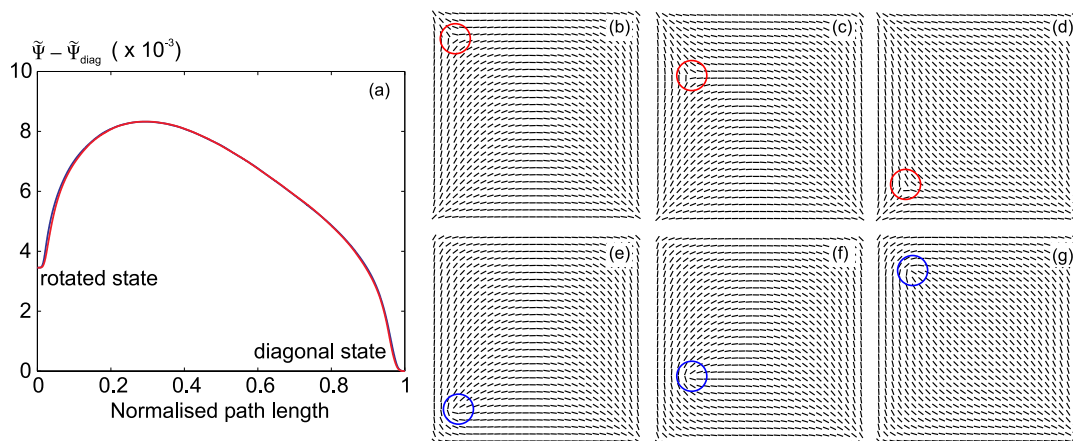 Ψ̃ – Ψ̃diag ( x 10-3)
10
8
6
4
2
0
(a)
rotated state
diagonal state
0 0.2 0.4 0.6 0.8 1
Normalised path length
(b)
(c)
(d)
(e)
(f)
(g)